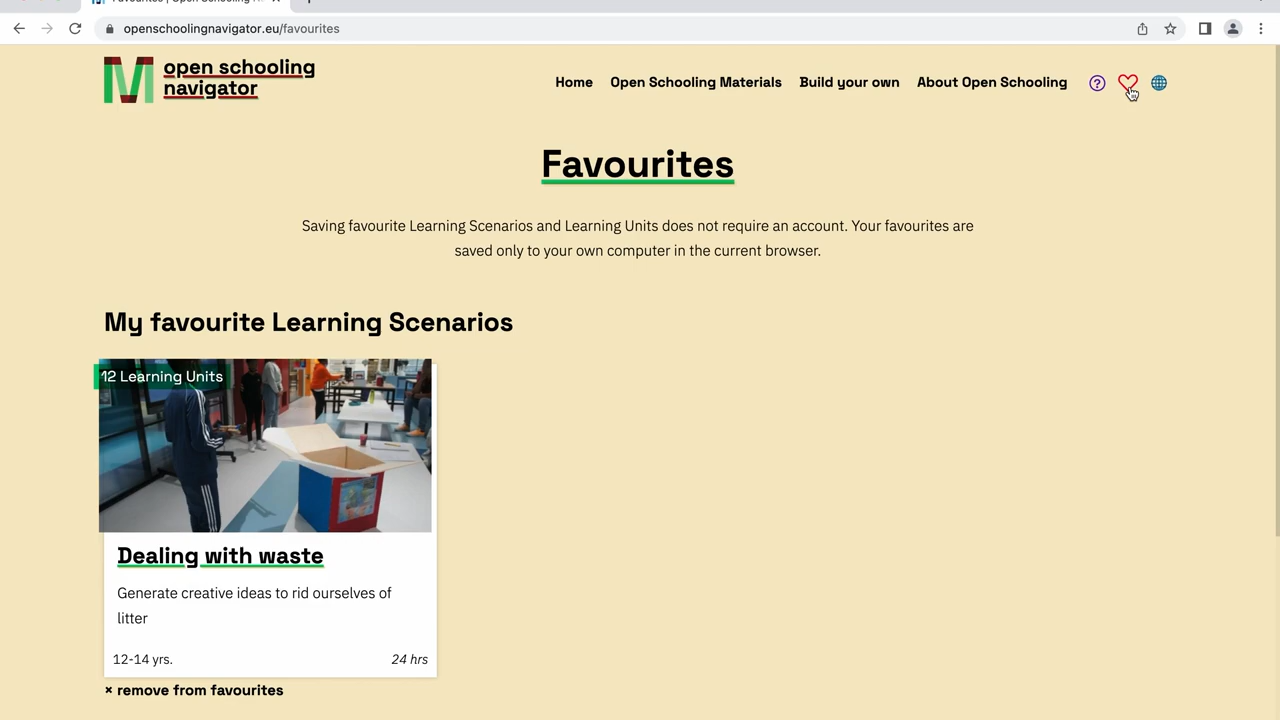 openschoolingnavigator.eu/favourites
open schooling
navigator
Home Open Schooling Materials Build your own About Open Schooling
Favourites
Saving favourite Learning Scenarios and Learning Units does not require an account. Your favourites are
saved only to your own computer in the current browser.
My favourite Learning Scenarios
12 Learning Units
Dealing with waste
Generate creative ideas to rid ourselves of
litter
12-14 yrs. 24 hrs
× remove from favourites